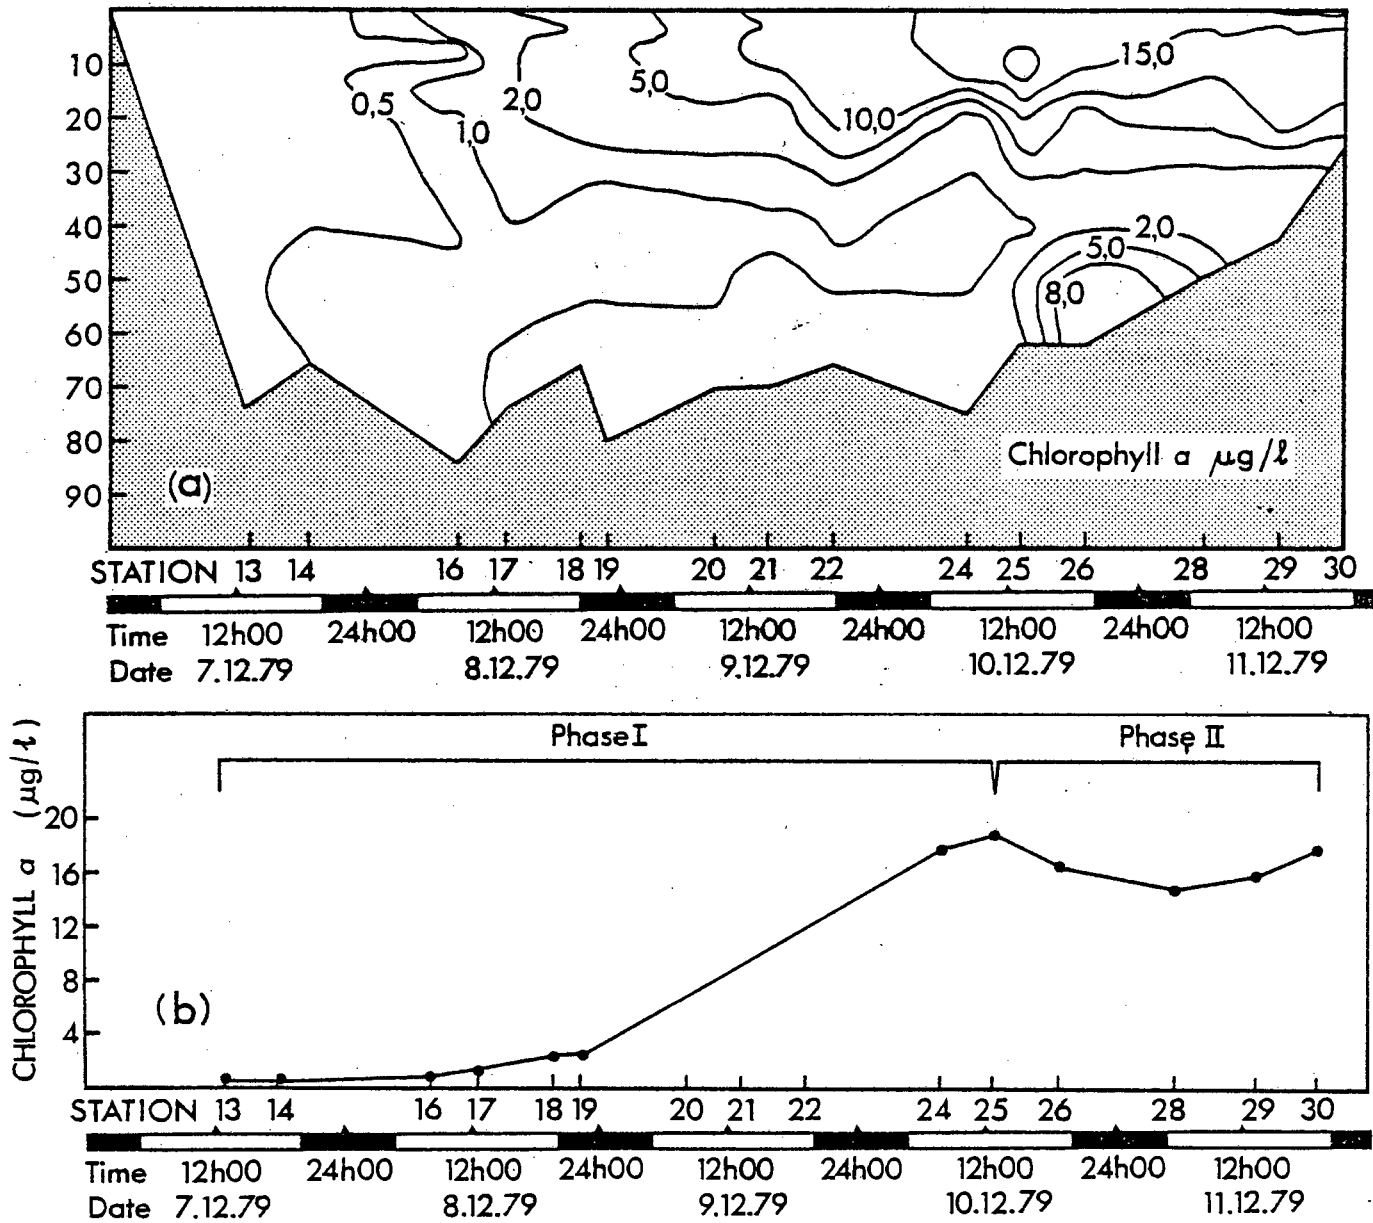 10
20
30
40
50
60
70
80
90
0,5
1,0
2,0
5,0
10,0
15,0
2,0
5,0
8,0
(a)
Chlorophyll a µg/ℓ
STATION 13 14 16 17 18 19 20 21 22 24 25 26 28 29 30
Time 12h00 24h00 12h00 24h00 12h00 24h00 12h00 24h00 12h00
Date 7.12.79 8.12.79 9.12.79 10.12.79 11.12.79
CHLOROPHYLL a (µg/ℓ)
Phase I Phase II
20
16
12
8
4
(b)
STATION 13 14 16 17 18 19 20 21 22 24 25 26 28 29 30
Time 12h00 24h00 12h00 24h00 12h00 24h00 12h00 24h00 12h00
Date 7.12.79 8.12.79 9.12.79 10.12.79 11.12.79